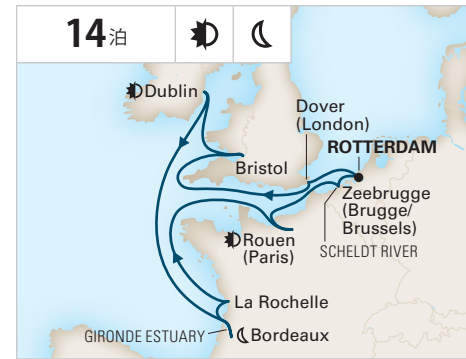 14泊
Dublin
Dover
(London)
ROTTERDAM
Bristol
Zeebrugge
(Brugge/
Brussels)
Rouen
(Paris)
SCHELDT RIVER
La Rochelle
GIRONDE ESTUARY
Bordeaux